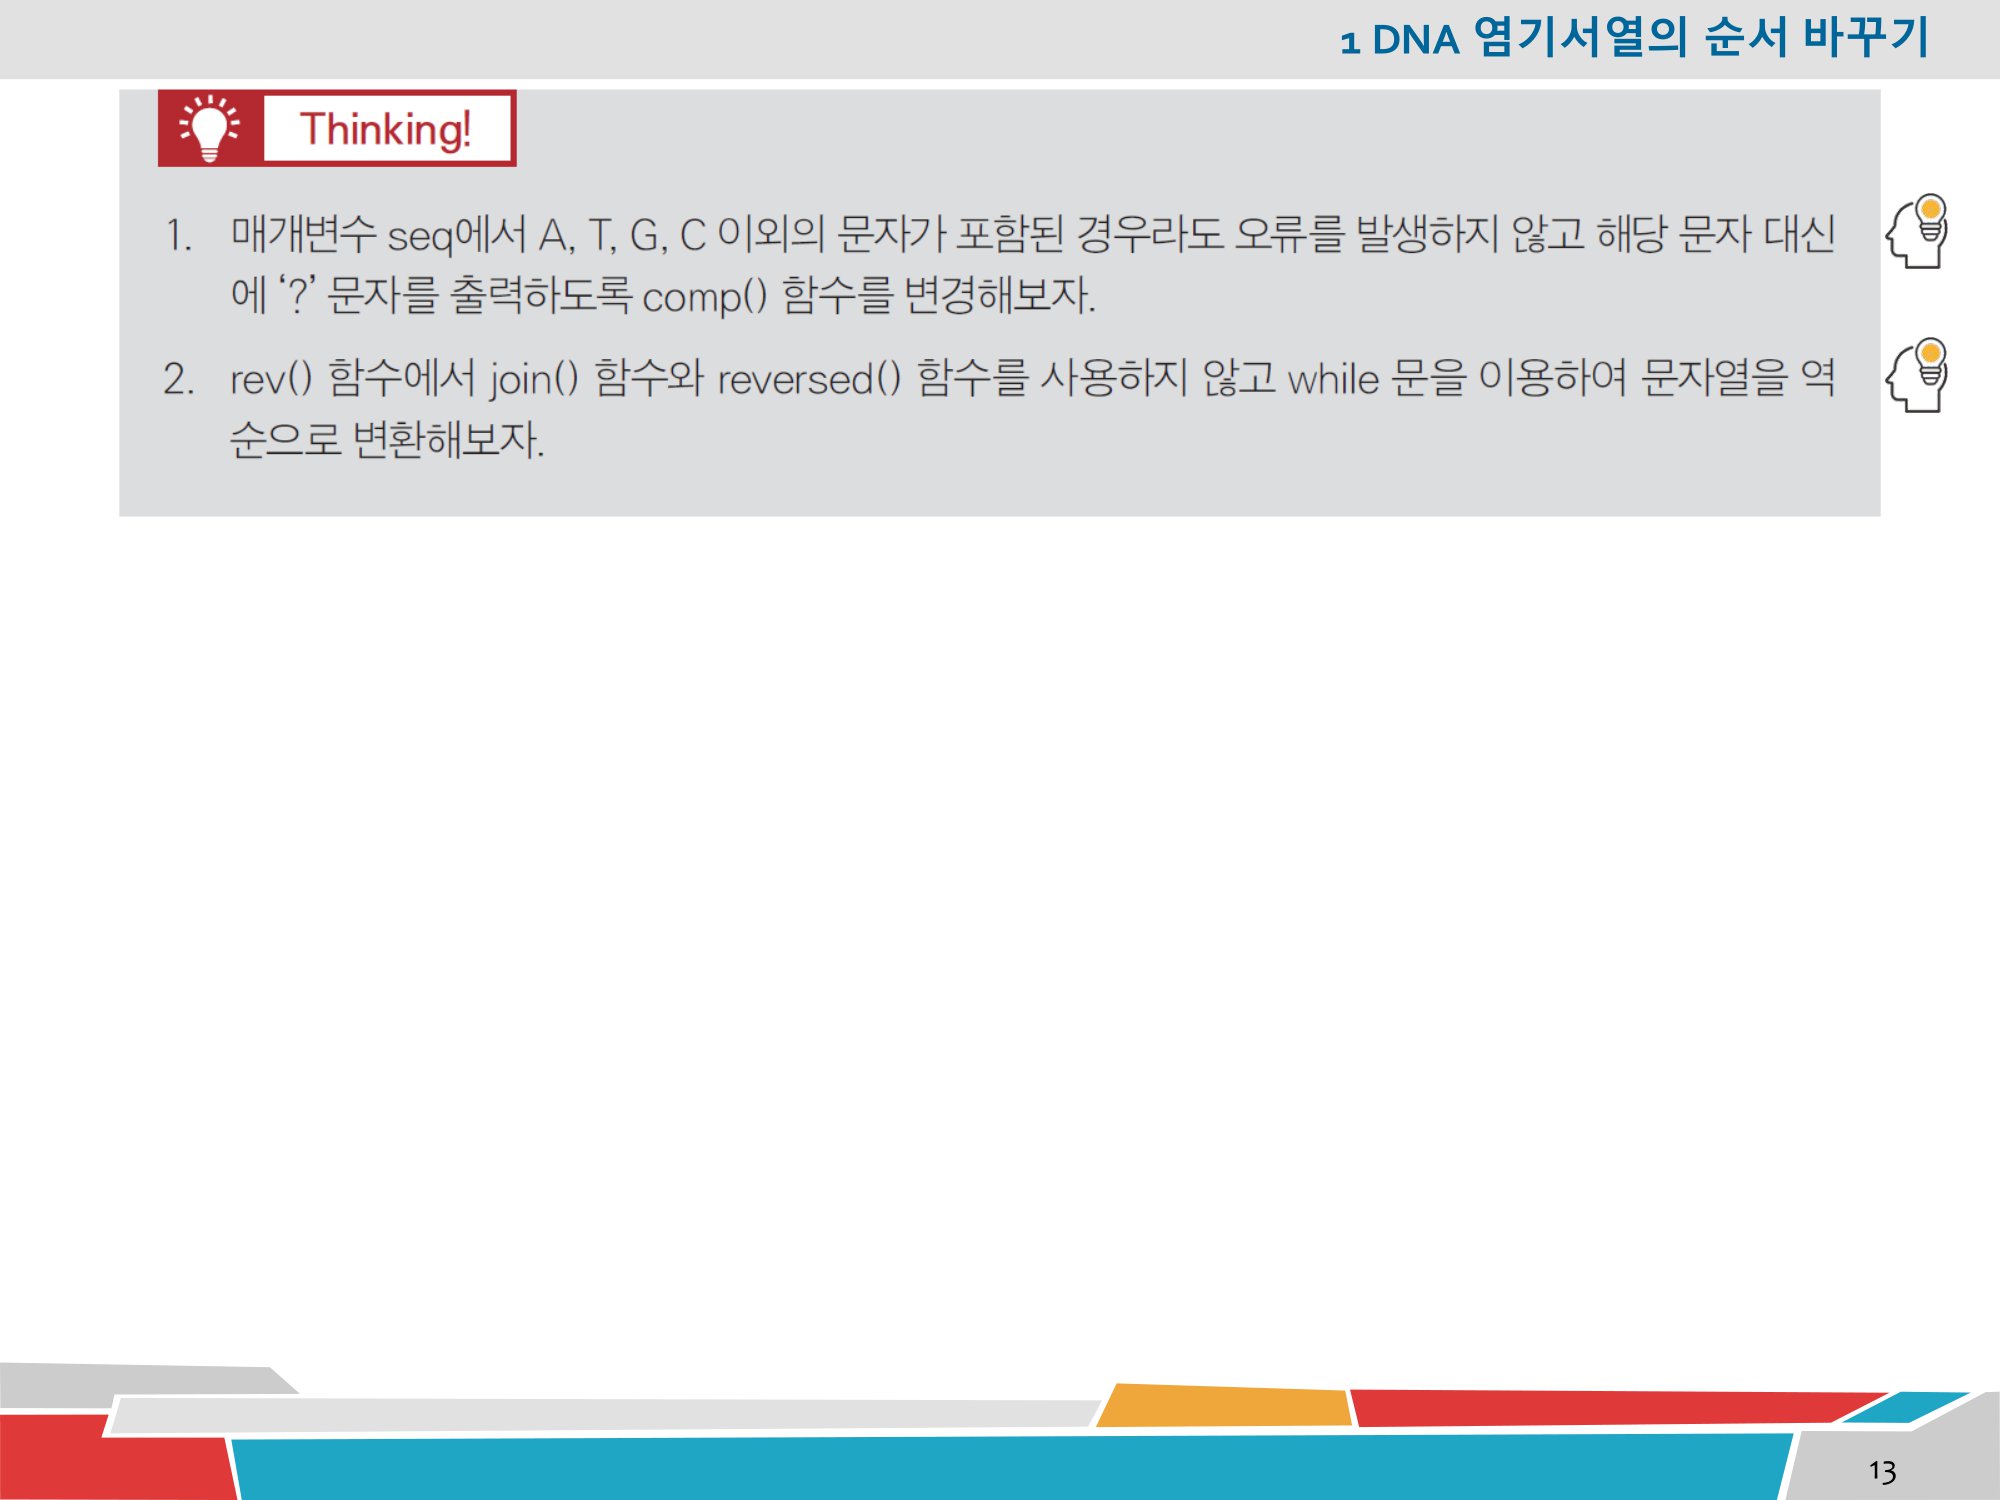 1 DNA 염기서열의 순서 바꾸기
Thinking!
1. 매개변수 seq에서 A, T, G, C 이외의 문자가 포함된 경우라도 오류를 발생하지 않고 해당 문자 대신
에 ‘?’ 문자를 출력하도록 comp() 함수를 변경해보자.
2. rev() 함수에서 join() 함수와 reversed() 함수를 사용하지 않고 while 문을 이용하여 문자열을 역
순으로 변환해보자.
13